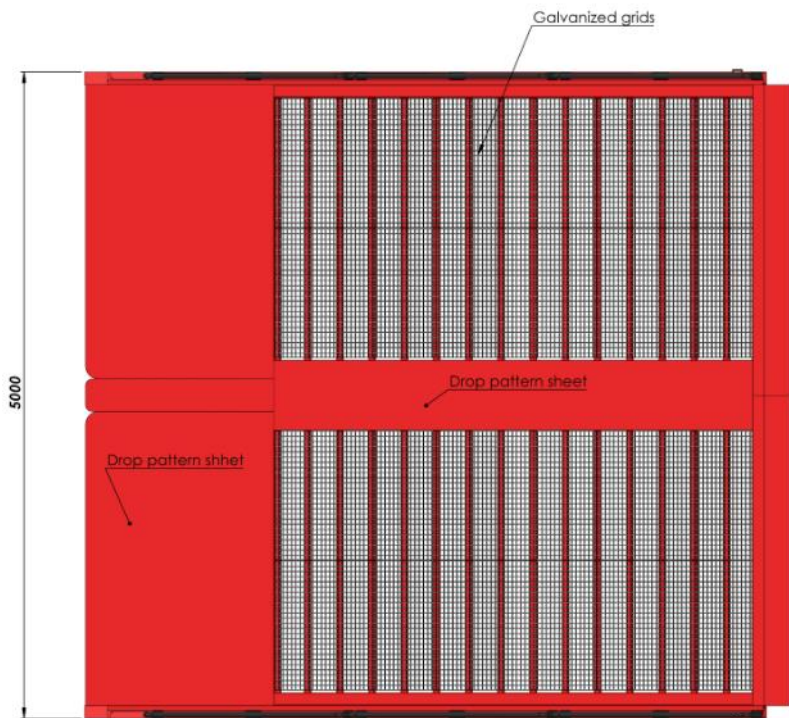 Galvanized grids
5000
Drop pattern sheet
Drop pattern shhet